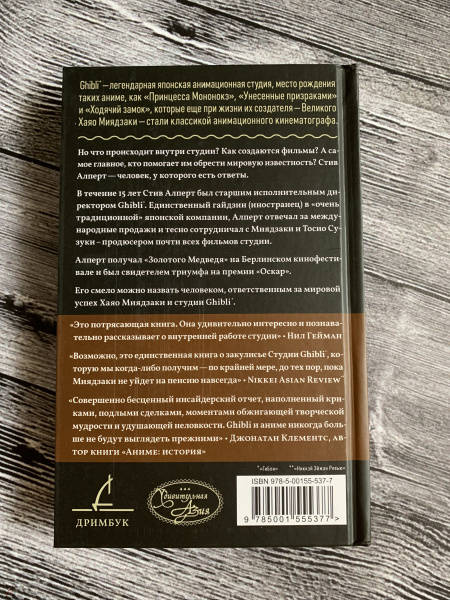 Ghibli* – легендарная японская анимационная студия, место рождения
таких аниме, как «Принцесса Мононокэ», «Унесенные призраками»
и «Ходячий замок», которые еще при жизни их создателя – Великого
Хаяо Миядзаки – стали классикой анимационного кинематографа.
Но что происходит внутри студии? Как создаются фильмы? А са-
мое главное, кто помогает им обрести мировую известность? Стив
Алперт — человек, у которого есть ответы.
В течение 15 лет Стив Алперт был старшим исполнительным ди-
ректором Ghibli*. Единственный гайдзин (иностранец) в «очень
традиционной» японской компании, Алперт отвечал за между-
народные продажи и тесно сотрудничал с Миядзаки и Тосио Су-
зуки – продюсером почти всех фильмов студии.
Алперт получал «Золотого Медведя» на Берлинском кинофести-
вале и был свидетелем триумфа на премии «Оскар».
Его смело можно назвать человеком, ответственным за мировой
успех Хаяо Миядзаки и студии Ghibli*.
«Это потрясающая книга. Она удивительно интересно и познава-
тельно рассказывает о внутренней работе студии» • Нил Гейман
«Возможно, это единственная книга о закулисье Студии Ghibli*, ко-
торую мы когда-либо получим — по крайней мере, до тех пор, пока
Миядзаки не уйдет на пенсию навсегда» • Nikkei Asian Review**
«Совершенно бесценный инсайдерский отчет, наполненный кри-
ками, подлыми сделками, моментами обжигающей творческой
мудрости и удушающей неловкости. Ghibli и аниме никогда боль-
ше не будут выглядеть прежними» • Джонатан Клементс, ав-
тор книги «Аниме: история»
*«Гибли» **«Никкэй Эйжан Ревью»
ISBN 978-5-00155-537-7
9 785001 555377 >
ДРИМБУК
Удивительная
Азия